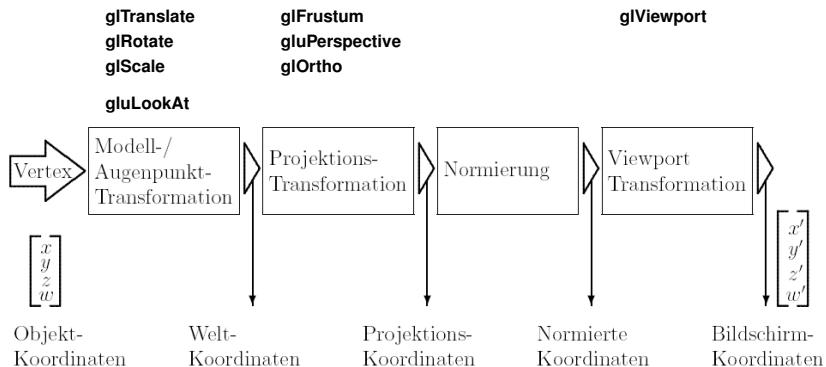 glTranslate
glRotate
glScale
gluLookAt
glFrustum
gluPerspective
glOrtho
glViewport
Vertex
Modell-/
Augenpunkt-
Transformation
Projektions-
Transformation
Normierung
Viewport
Transformation
x
y
z
w
x′
y′
z′
w′
Objekt-
Koordinaten
Welt-
Koordinaten
Projektions-
Koordinaten
Normierte
Koordinaten
Bildschirm-
Koordinaten